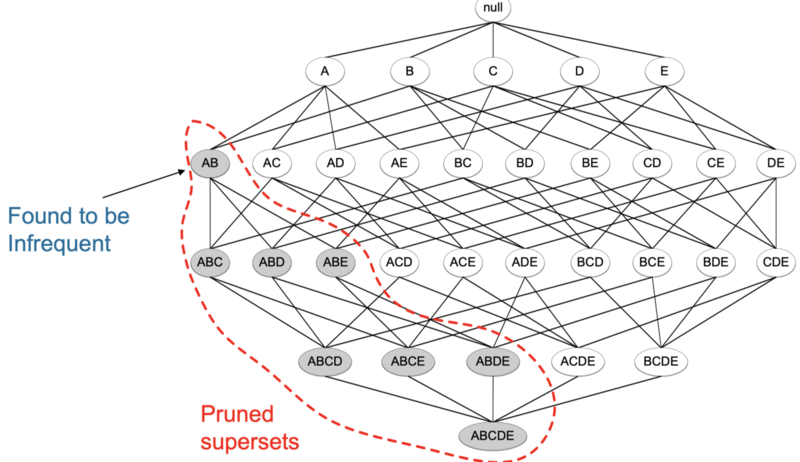 null
A B C D E
AB AC AD AE BC BD BE CD CE DE
Found to be
Infrequent
ABC ABD ABE ACD ACE ADE BCD BCE BDE CDE
ABCD ABCE ABDE ACDE BCDE
Pruned
supersets
ABCDE